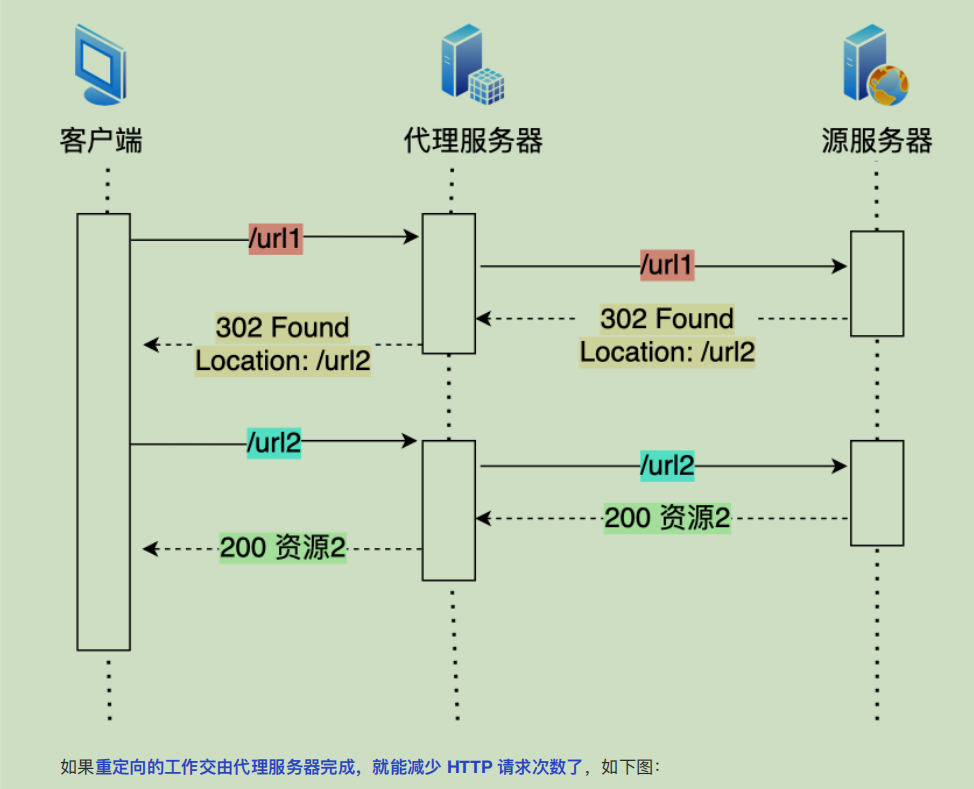 客户端
代理服务器
源服务器
/url1
/url1
302 Found
Location: /url2
302 Found
Location: /url2
/url2
/url2
200 资源2
200 资源2
如果重定向的工作交由代理服务器完成，就能减少 HTTP 请求次数了，如下图：